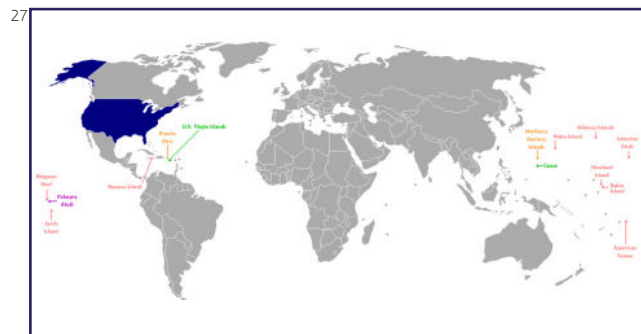 27
U.S. Virgin Islands
Puerto
Rico
Navassa Island
Kingman
Reef
Palmyra
Atoll
Jarvis
Island
Northern
Mariana
Islands
Guam
Wake Island
Midway Islands
Johnston
Atoll
Howland
Island
Baker
Island
American
Samoa